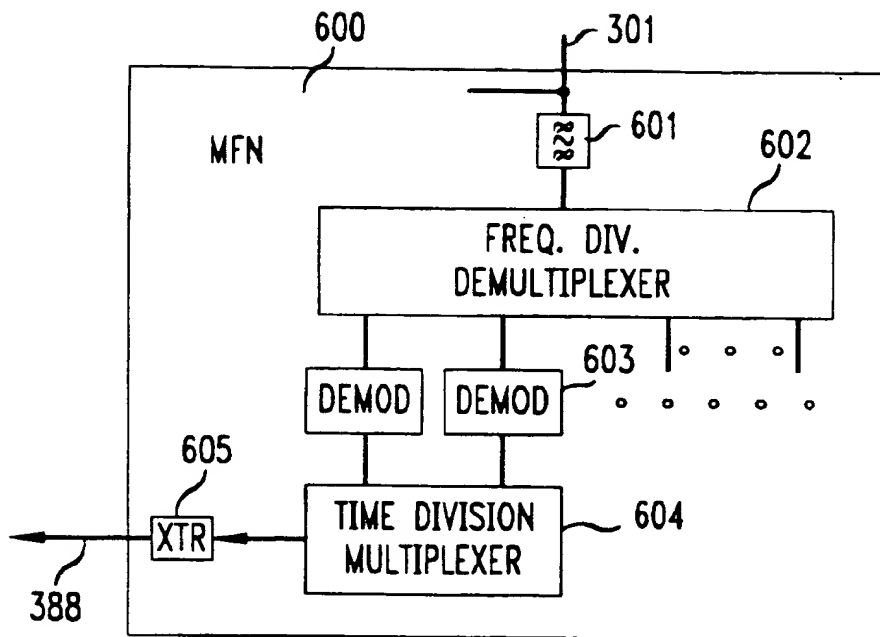 600
301
MFN
601
602
FREQ. DIV.
DEMULTIPLEXER
603
DEMOD
DEMOD
605
XTR
TIME DIVISION
MULTIPLEXER
604
388